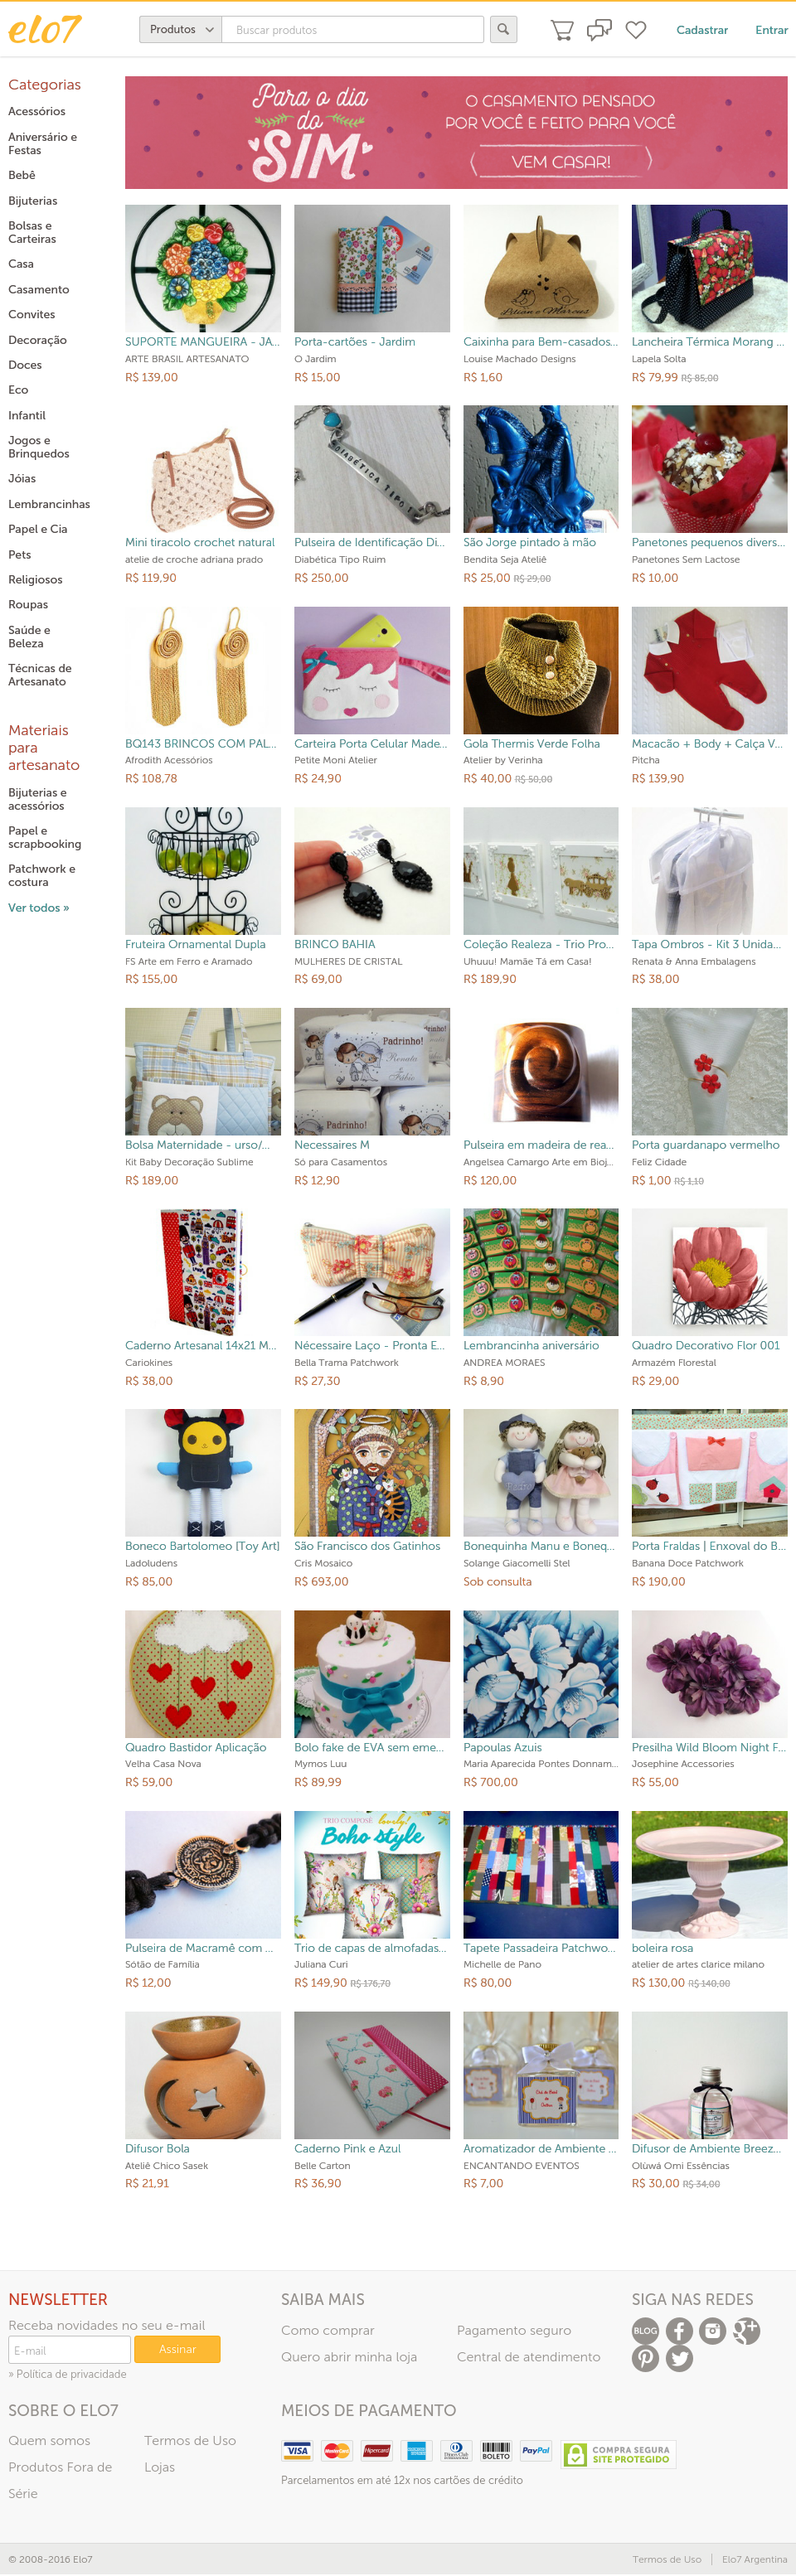 elo7
Produtos
Buscar produtos
Cadastrar
Entrar
Categorias
Acessórios
Aniversário e
Festas
Bebê
Bijuterias
Bolsas e
Carteiras
Casa
Casamento
Convites
Decoração
Doces
Eco
Infantil
Jogos e
Brinquedos
Jóias
Lembrancinhas
Papel e Cia
Pets
Religiosos
Roupas
Saúde e
Beleza
Técnicas de
Artesanato
Materiais
para
artesanato
Bijuterias e
acessórios
Papel e
scrapbooking
Patchwork e
costura
Ver todos »
Para o dia
do
SIM
O CASAMENTO PENSADO
POR VOCÊ E FEITO PARA VOCÊ
VEM CASAR!
SUPORTE MANGUEIRA - JA...
ARTE BRASIL ARTESANATO
R$ 139,00
Porta-cartões - Jardim
O Jardim
R$ 15,00
Caixinha para Bem-casados...
Louise Machado Designs
R$ 1,60
Lancheira Térmica Morang ...
Lapela Solta
R$ 79,99 R$ 85,00
Mini tiracolo crochet natural
atelie de croche adriana prado
R$ 119,90
DIABÉTICA TIPO 1
Pulseira de Identificação Di...
Diabética Tipo Ruim
R$ 250,00
São Jorge pintado à mão
Bendita Seja Ateliê
R$ 25,00 R$ 29,00
Panetones pequenos divers...
Panetones Sem Lactose
R$ 10,00
BQ143 BRINCOS COM PAL...
Afrodith Acessórios
R$ 108,78
Carteira Porta Celular Made...
Petite Moni Atelier
R$ 24,90
Gola Thermis Verde Folha
Atelier by Verinha
R$ 40,00 R$ 50,00
Macacão + Body + Calça V...
Pitcha
R$ 139,90
Fruteira Ornamental Dupla
FS Arte em Ferro e Aramado
R$ 155,00
BRINCO BAHIA
MULHERES DE CRISTAL
R$ 69,00
Coleção Realeza - Trio Pro...
Uhuuu! Mamãe Tá em Casa!
R$ 189,90
Tapa Ombros - Kit 3 Unida...
Renata & Anna Embalagens
R$ 38,00
Bolsa Maternidade - urso/...
Kit Baby Decoração Sublime
R$ 189,00
Padrinho!
Renata
Fábio
Padrinho!
Necessaires M
Só para Casamentos
R$ 12,90
Pulseira em madeira de rea...
Angelsea Camargo Arte em Bioj...
R$ 120,00
Porta guardanapo vermelho
Feliz Cidade
R$ 1,00 R$ 1,10
Caderno Artesanal 14x21 M...
Cariokines
R$ 38,00
Nécessaire Laço - Pronta E...
Bella Trama Patchwork
R$ 27,30
Lembrancinha aniversário
ANDREA MORAES
R$ 8,90
Quadro Decorativo Flor 001
Armazém Florestal
R$ 29,00
Boneco Bartolomeo [Toy Art]
Ladoludens
R$ 85,00
São Francisco dos Gatinhos
Cris Mosaico
R$ 693,00
Bonequinha Manu e Boneq...
Solange Giacomelli Stel
Sob consulta
Porta Fraldas | Enxoval do B...
Banana Doce Patchwork
R$ 190,00
Quadro Bastidor Aplicação
Velha Casa Nova
R$ 59,00
Bolo fake de EVA sem eme...
Mymos Luu
R$ 89,99
Papoulas Azuis
Maria Aparecida Pontes Donnam...
R$ 700,00
Presilha Wild Bloom Night F...
Josephine Accessories
R$ 55,00
Pulseira de Macramê com ...
Sótão de Família
R$ 12,00
TRIO COMPOSÊ lovely!
Boho style
Trio de capas de almofadas...
Juliana Curi
R$ 149,90 R$ 176,70
Tapete Passadeira Patchwo...
Michelle de Pano
R$ 80,00
boleira rosa
atelier de artes clarice milano
R$ 130,00 R$ 140,00
Difusor Bola
Ateliê Chico Sasek
R$ 21,91
Caderno Pink e Azul
Belle Carton
R$ 36,90
Aromatizador de Ambiente ...
ENCANTANDO EVENTOS
R$ 7,00
Difusor de Ambiente Breez...
Olùwá Omi Essências
R$ 30,00 R$ 34,00
NEWSLETTER
Receba novidades no seu e-mail
E-mail
Assinar
» Política de privacidade
SAIBA MAIS
Como comprar
Pagamento seguro
Quero abrir minha loja
Central de atendimento
SIGA NAS REDES
BLOG
SOBRE O ELO7
Quem somos
Termos de Uso
Produtos Fora de
Série
Lojas
MEIOS DE PAGAMENTO
VISA
MasterCard
Hipercard
Diners Club
BOLETO
PayPal
COMPRA SEGURA
SITE PROTEGIDO
Parcelamentos em até 12x nos cartões de crédito
© 2008-2016 Elo7
Termos de Uso
Elo7 Argentina